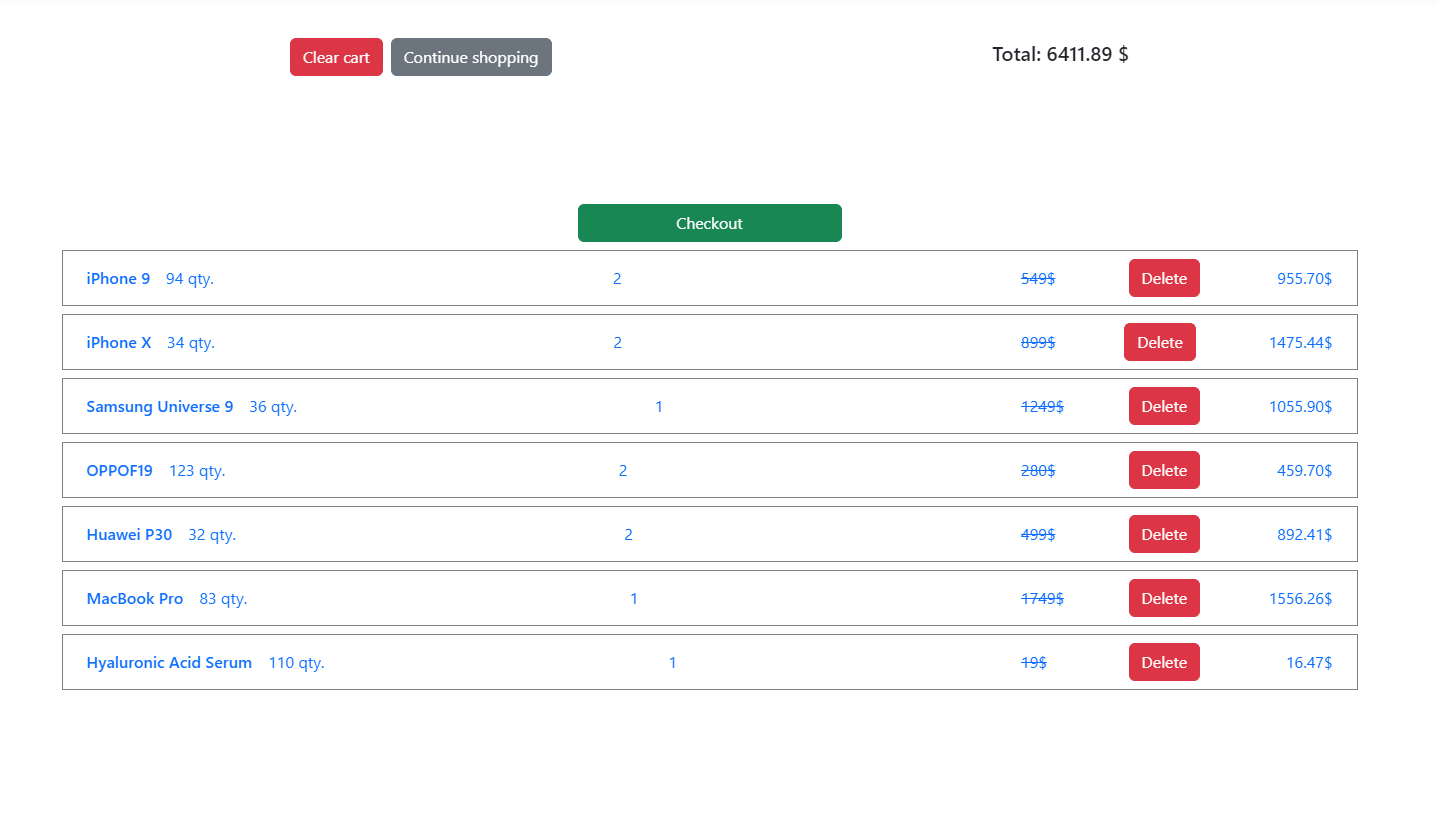 Clear cart Continue shopping Total: 6411.89 $
Checkout
iPhone 9 94 qty. 2 549$ Delete 955.70$
iPhone X 34 qty. 2 899$ Delete 1475.44$
Samsung Universe 9 36 qty. 1 1249$ Delete 1055.90$
OPPOF19 123 qty. 2 280$ Delete 459.70$
Huawei P30 32 qty. 2 499$ Delete 892.41$
MacBook Pro 83 qty. 1 1749$ Delete 1556.26$
Hyaluronic Acid Serum 110 qty. 1 19$ Delete 16.47$